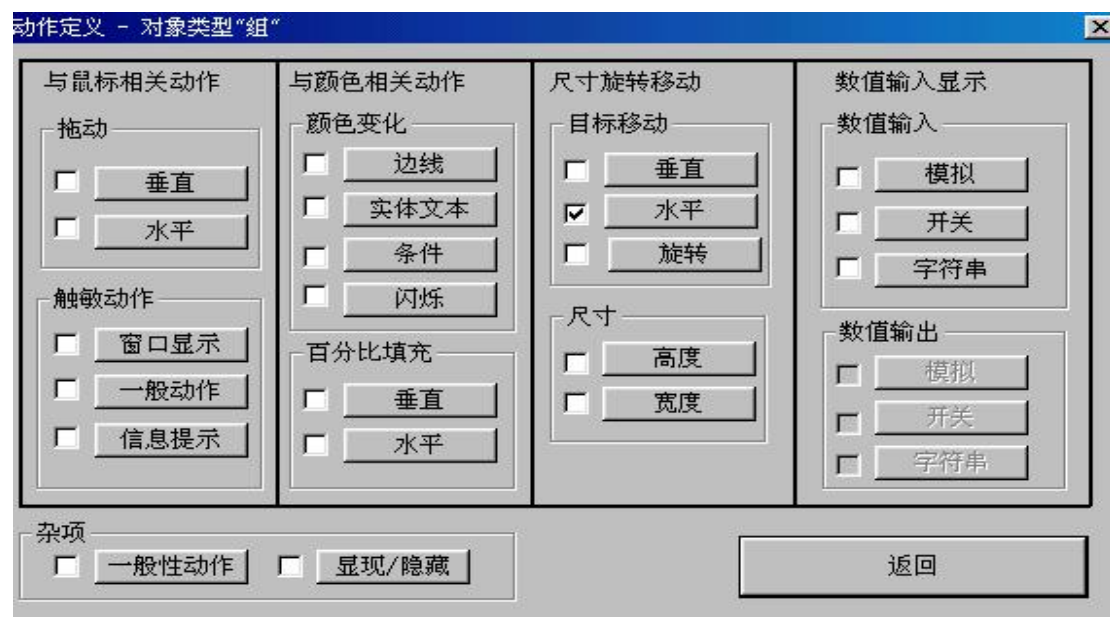 动作定义 - 对象类型“组“
与鼠标相关动作
拖动
垂直
水平
触敏动作
窗口显示
一般动作
信息提示
与颜色相关动作
颜色变化
边线
实体文本
条件
闪烁
百分比填充
垂直
水平
尺寸旋转移动
目标移动
垂直
水平
旋转
尺寸
高度
宽度
数值输入显示
数值输入
模拟
开关
字符串
数值输出
模拟
开关
字符串
杂项
一般性动作
显现/隐藏
返回